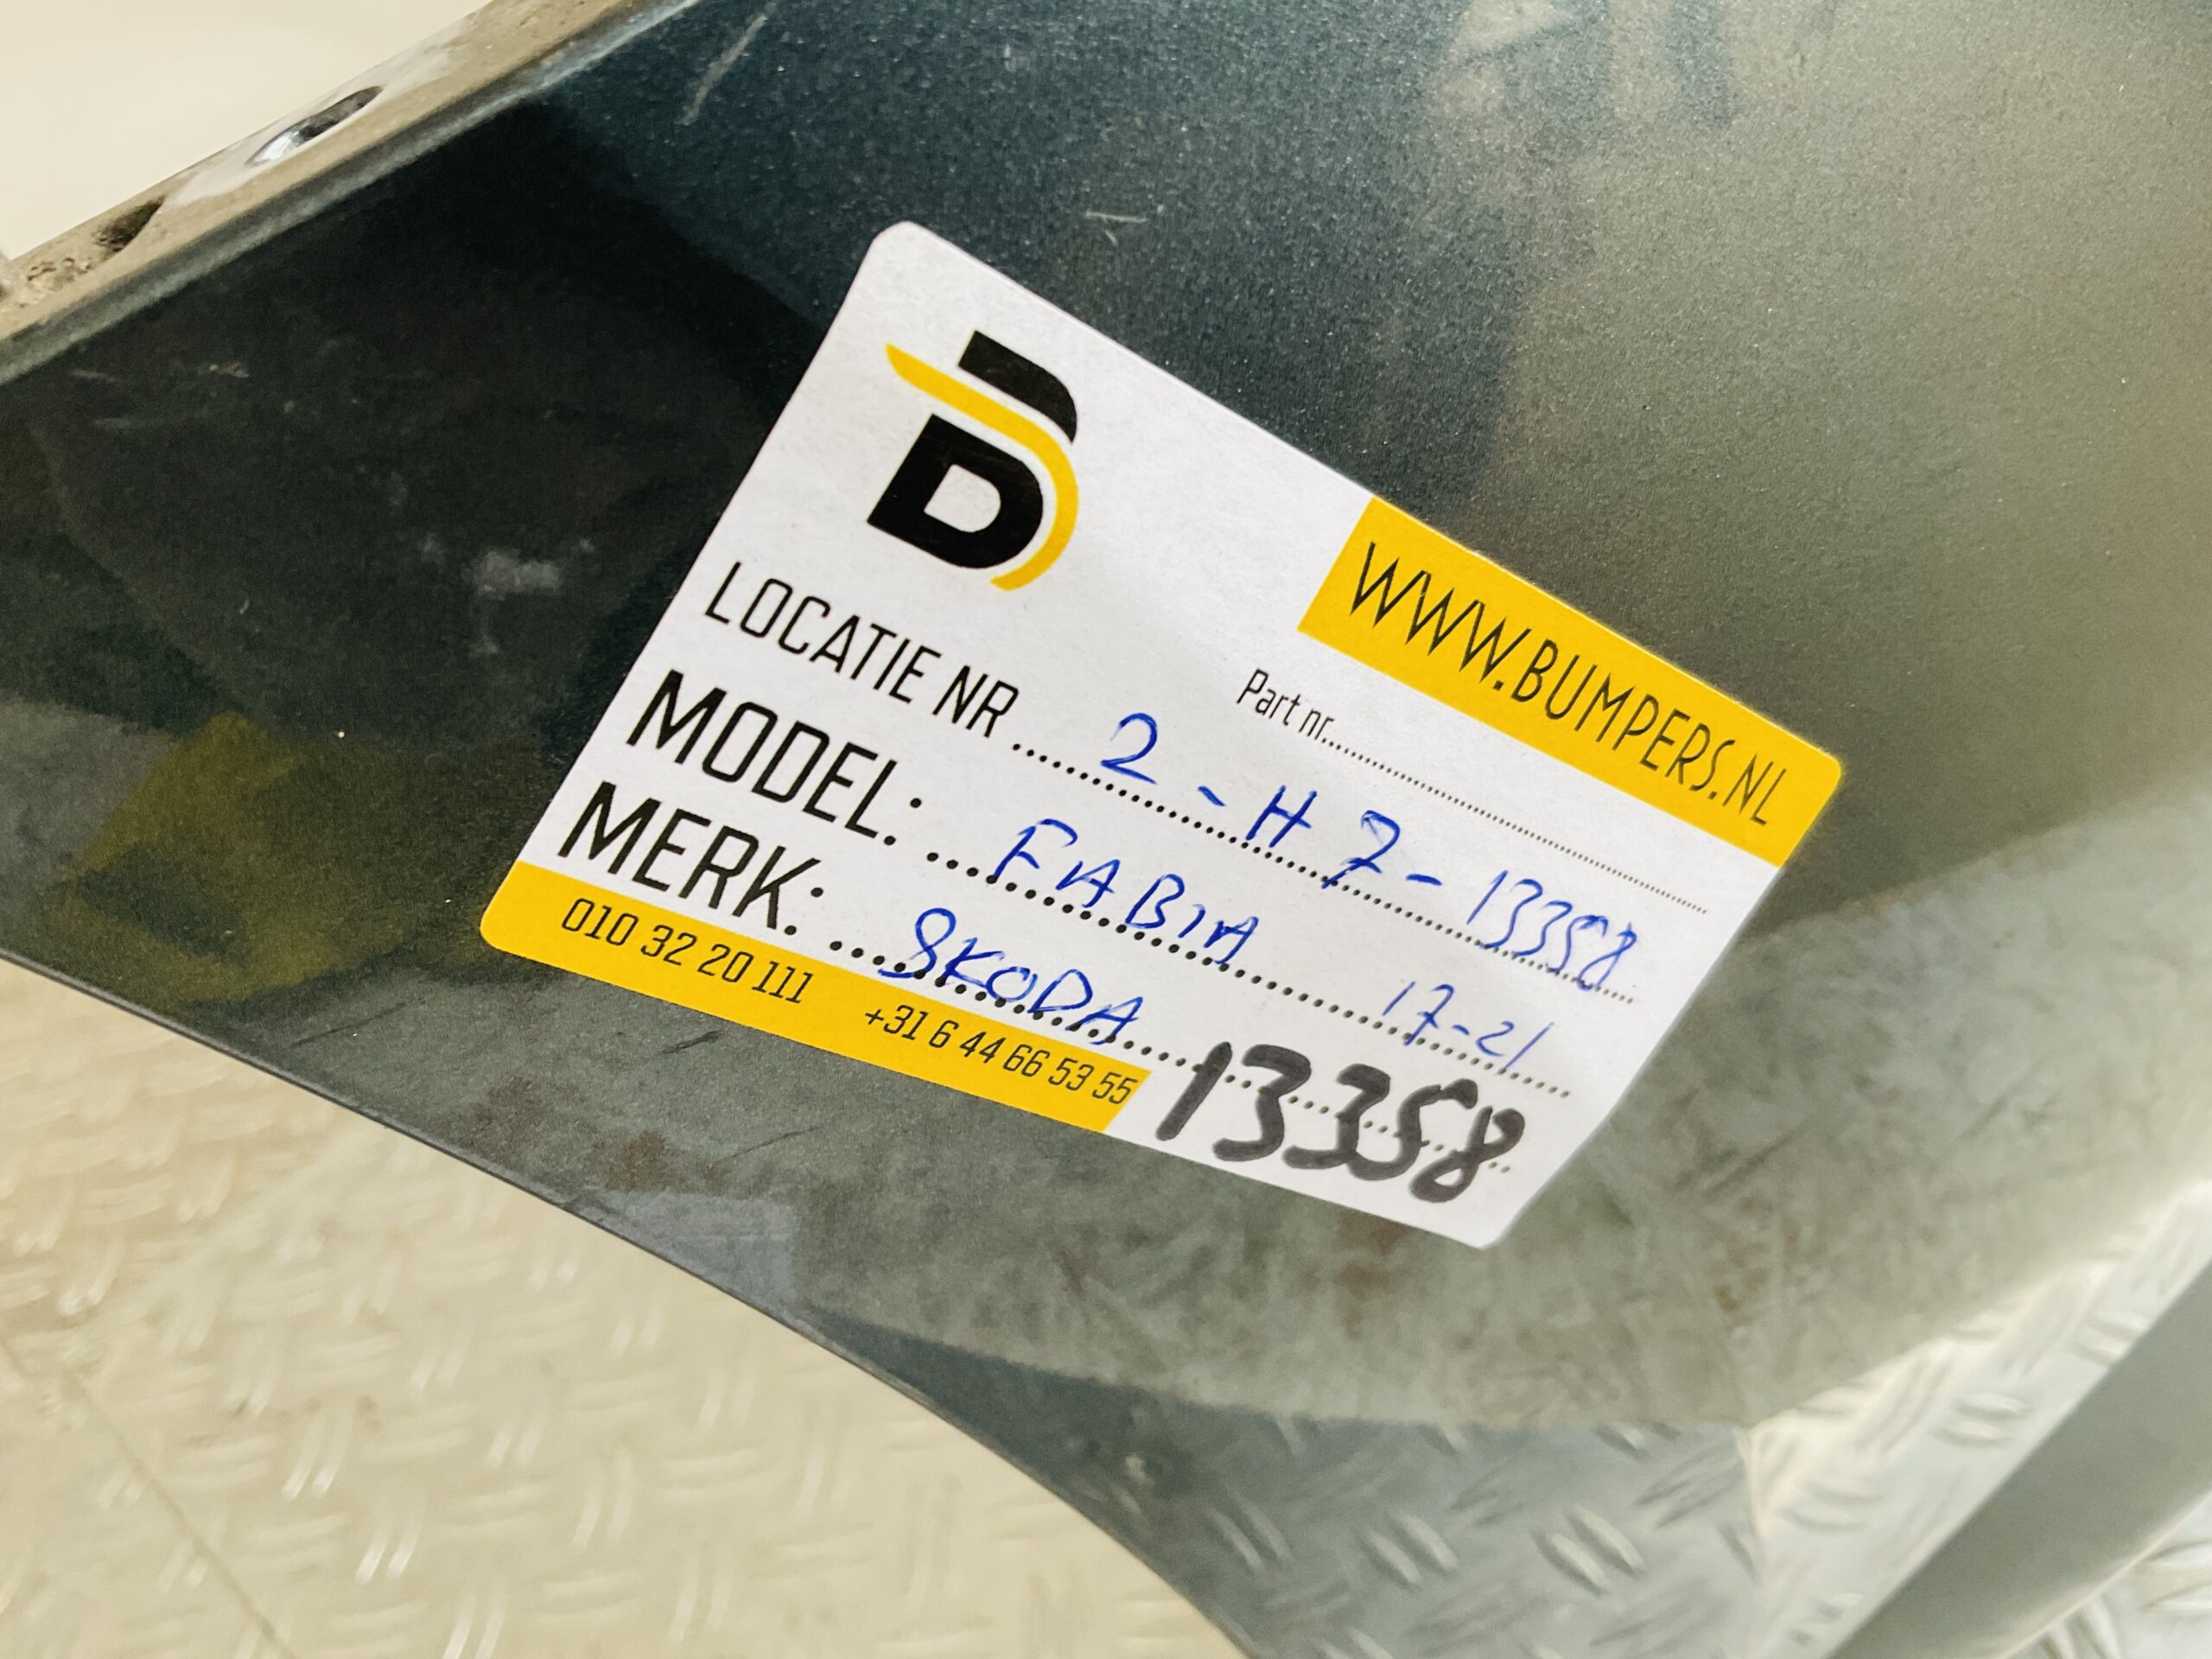 B
WWW.BUMPERS.NL
Part nr.
LOCATIE NR 2 - H 7 - 13358
MODEL: FABIA 17-21
MERK: SKODA
010 32 20 111 +31 6 44 66 53 55
13358